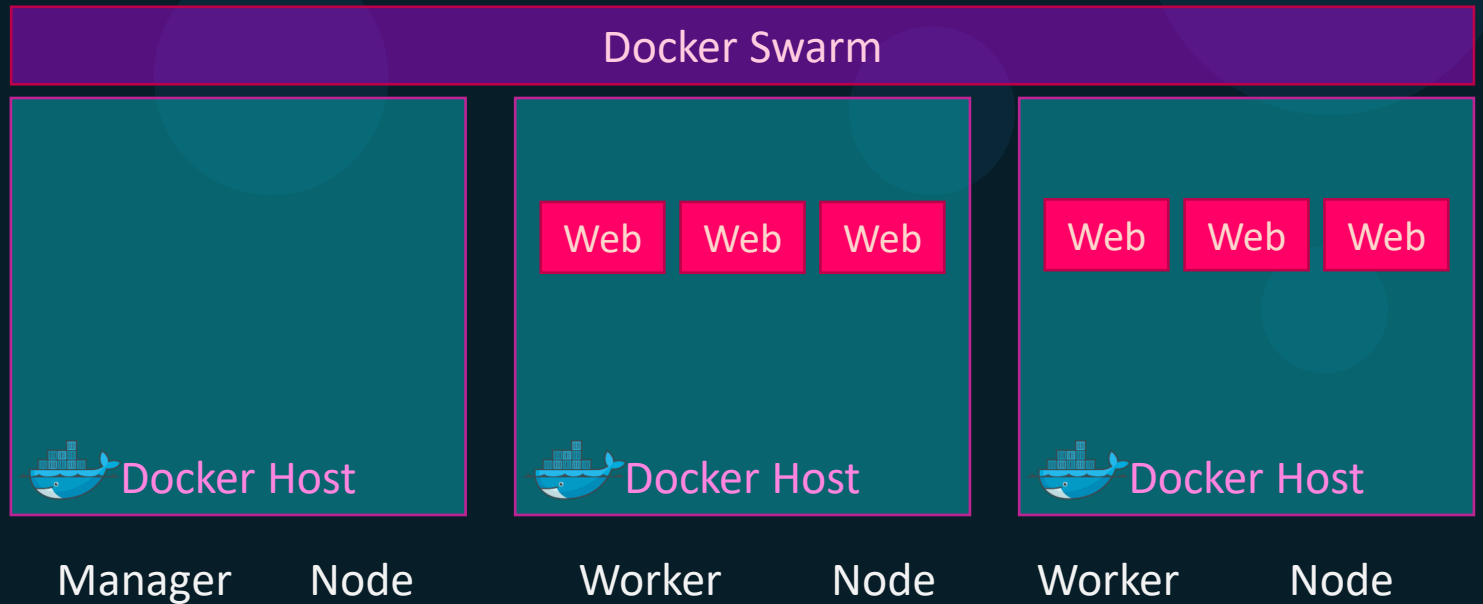 Docker Swarm
Web Web Web Web Web Web
Docker Host Docker Host Docker Host
Manager Node Worker Node Worker Node